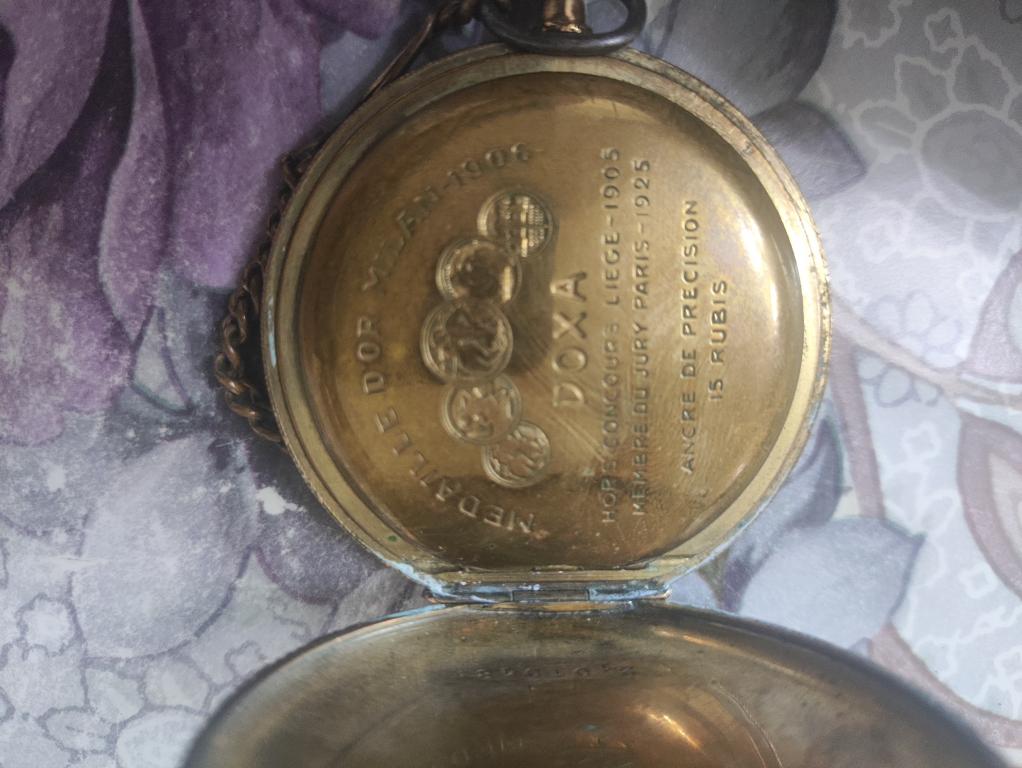 MEDAILLE D'OR MILAN-1906
DOXA
HORS CONCOURS LIEGE-1905
MEMBRE DU JURY PARIS-1925
ANCRE DE PRECISION
15 RUBIS